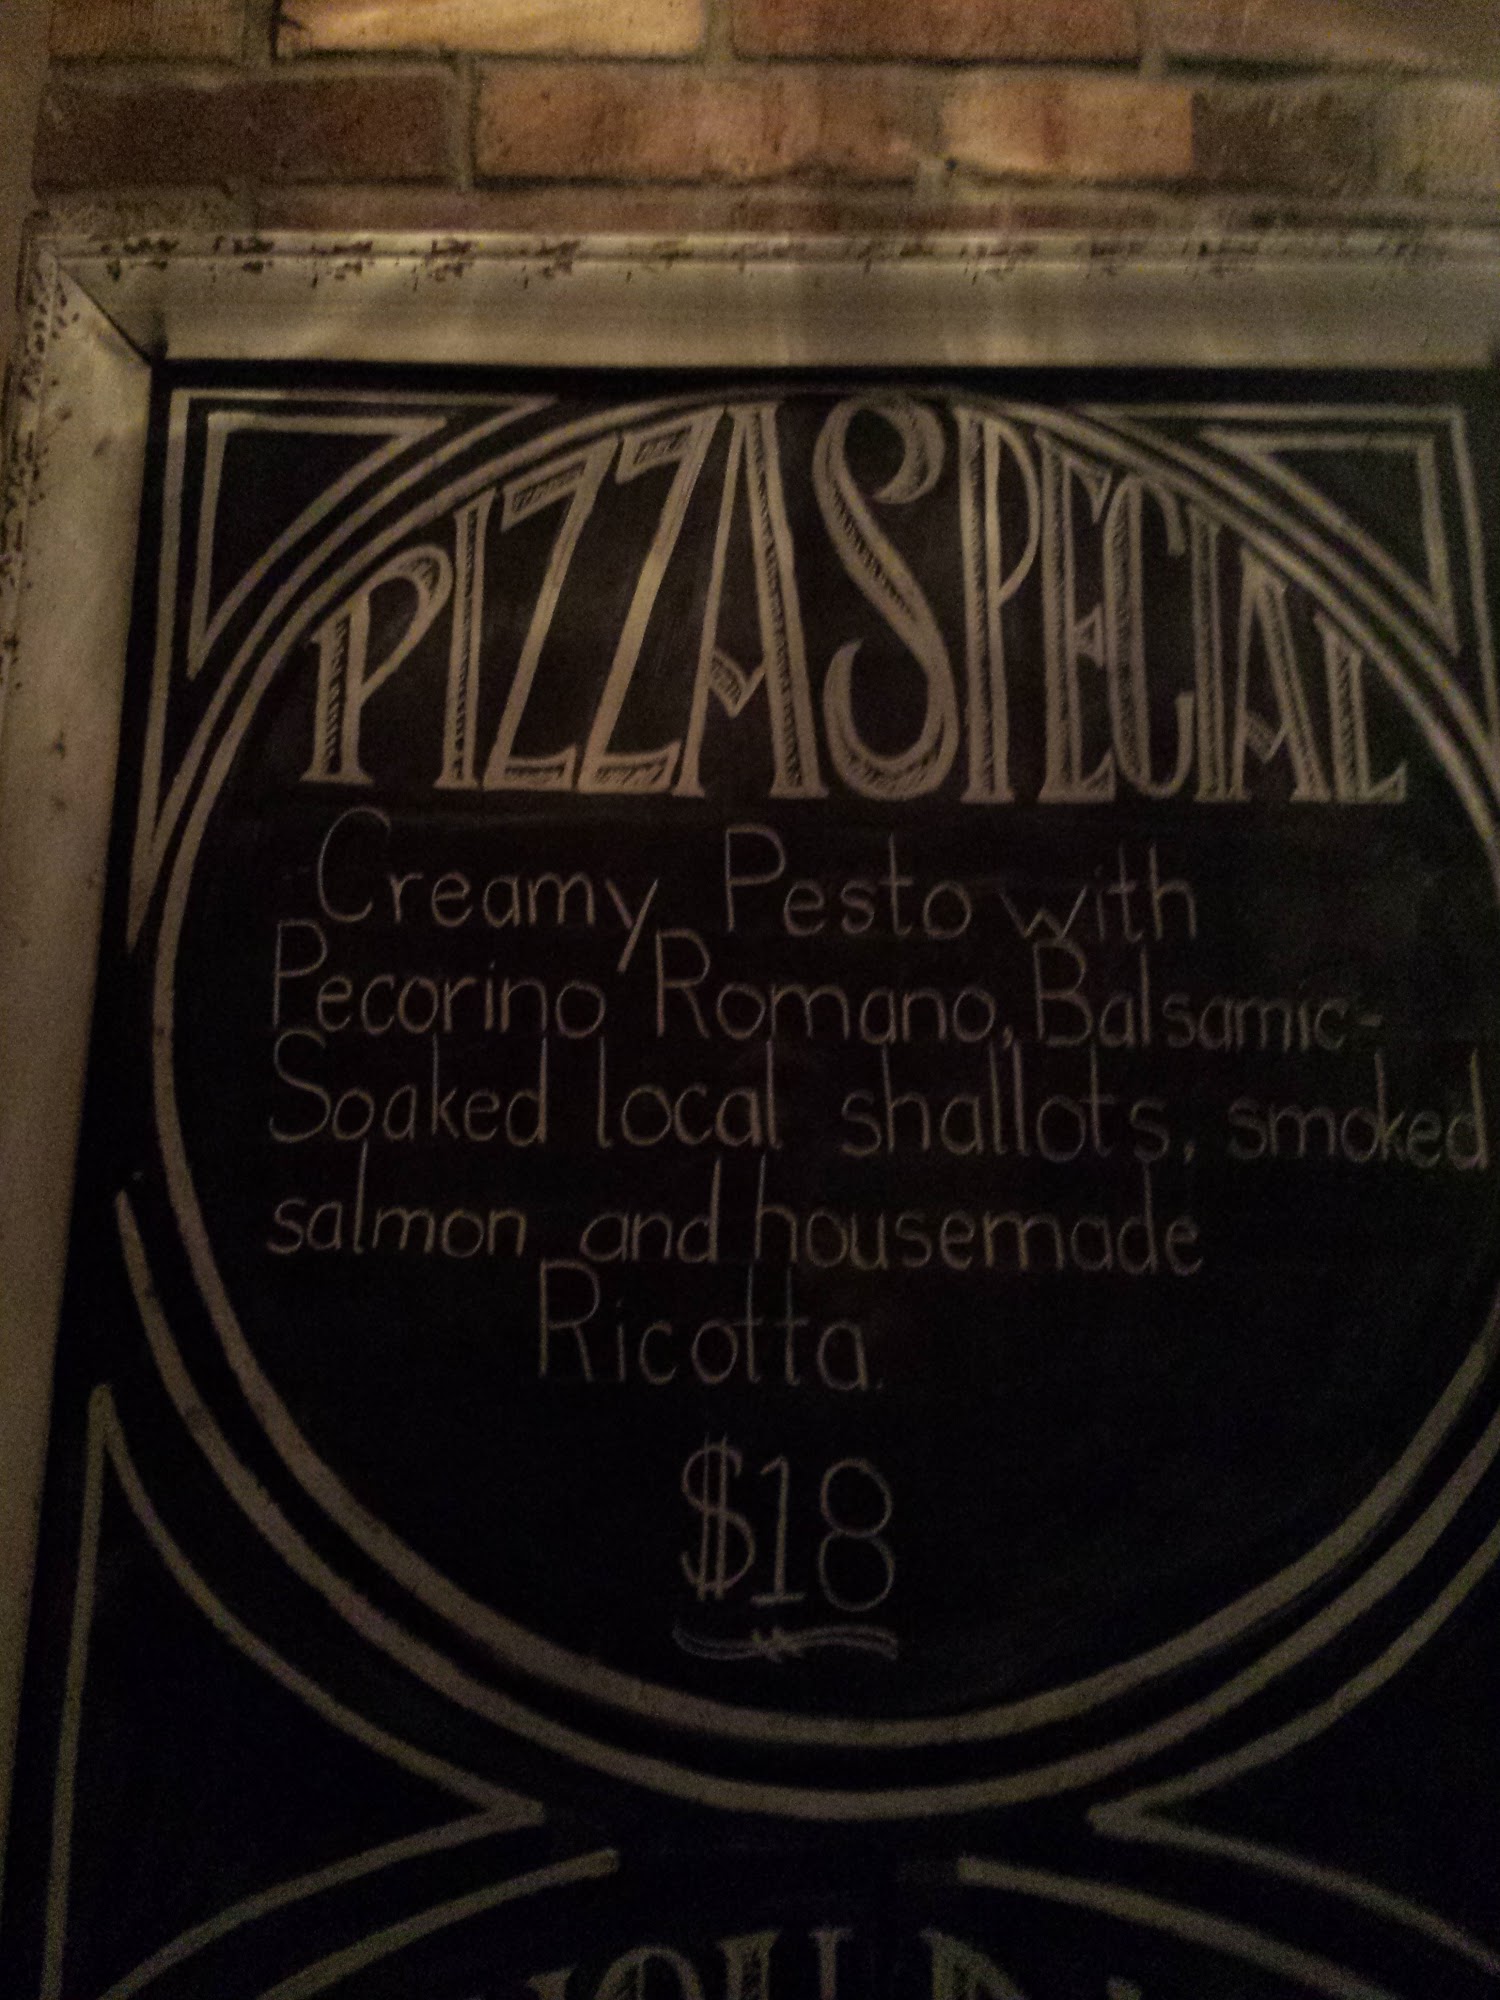 PIZZA SPECIAL
Creamy Pesto with
Pecorino Romano, Balsamic-
Soaked local shallots, smoked
salmon and housemade
Ricotta.
$18